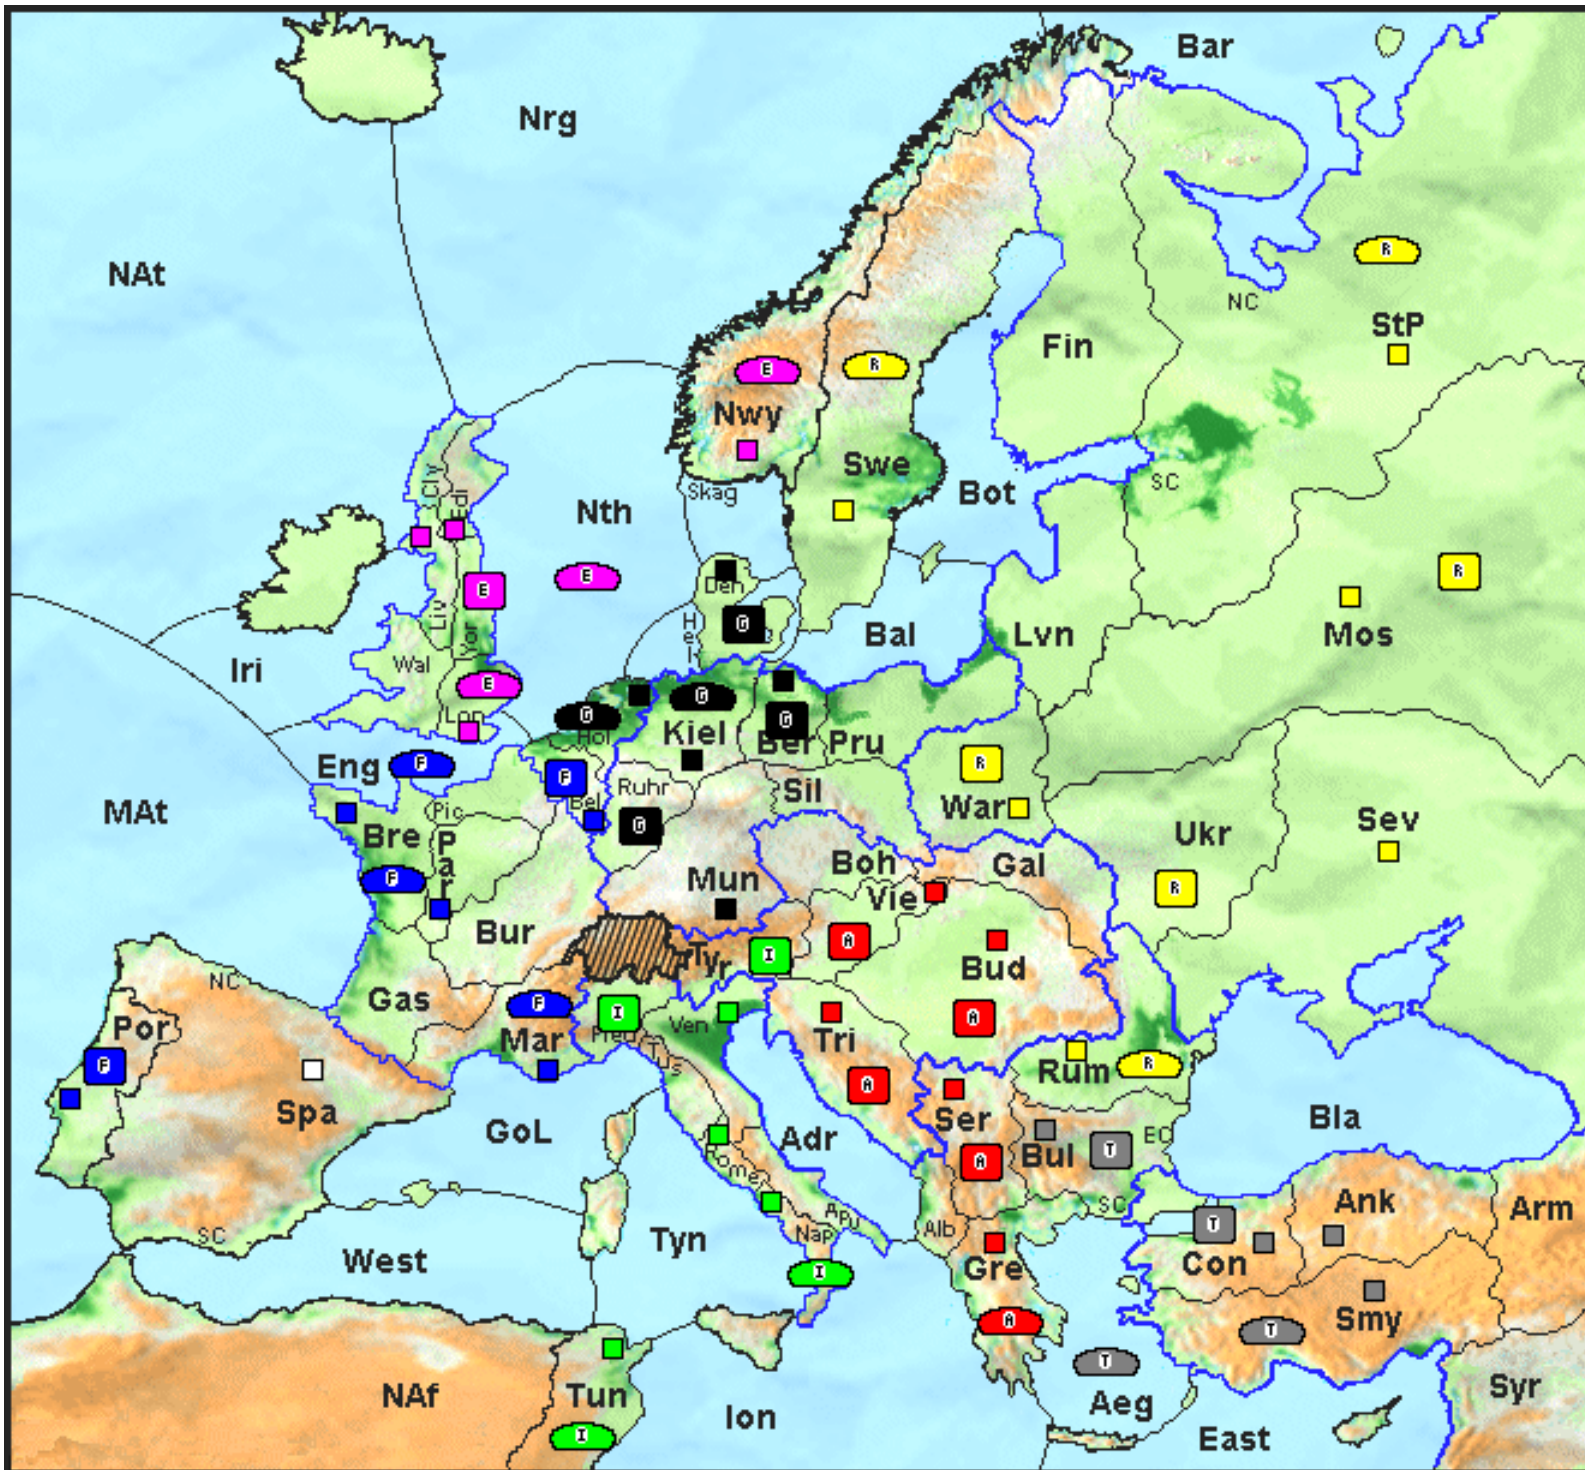 Bar
Nrg
NAt
R
NC
StP
Fin
E
R
Nwy
Swe
Cly
Edi
Skag
Bot
SC
Nth
E
E
R
Den
G
Hel
Bal
Lvn
Mos
Liv
Yor
Wal
Iri
E
Lon
G
G
G
Hol
Kiel
Ber
Pru
Eng
F
F
R
Ruhr
Sil
War
Bel
Pic
MAt
Bre
Par
G
Ukr
Sev
Boh
Gal
F
Mun
Vie
R
Bur
Tyr
I
A
Bud
NC
Gas
F
I
A
Por
Mar
Pied
Ven
Tri
Tus
F
Rum
R
A
Spa
Ser
GoL
Adr
Bla
EC
Bul
T
A
Rome
Ank
Arm
SC
SC
Apu
Alb
Nap
T
Tyn
West
Con
Gre
I
A
T
Smy
T
NAf
Tun
Aeg
Syr
Ion
I
East